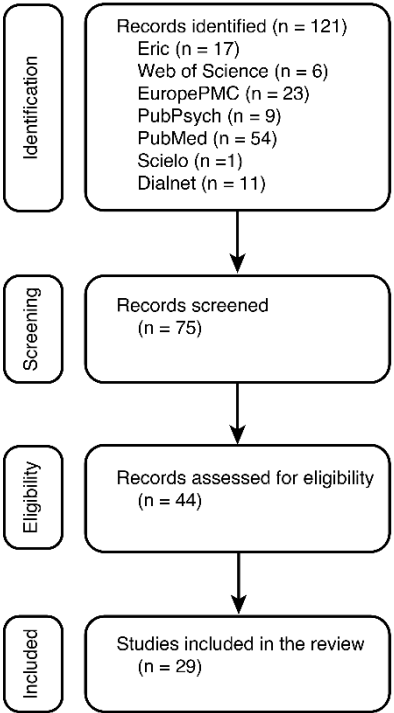 Identification
Records identified (n = 121)
Eric (n = 17)
Web of Science (n = 6)
EuropePMC (n = 23)
PubPsych (n = 9)
PubMed (n = 54)
Scielo (n =1)
Dialnet (n = 11)
Screening
Records screened
(n = 75)
Eligibility
Records assessed for eligibility
(n = 44)
Included
Studies included in the review
(n = 29)